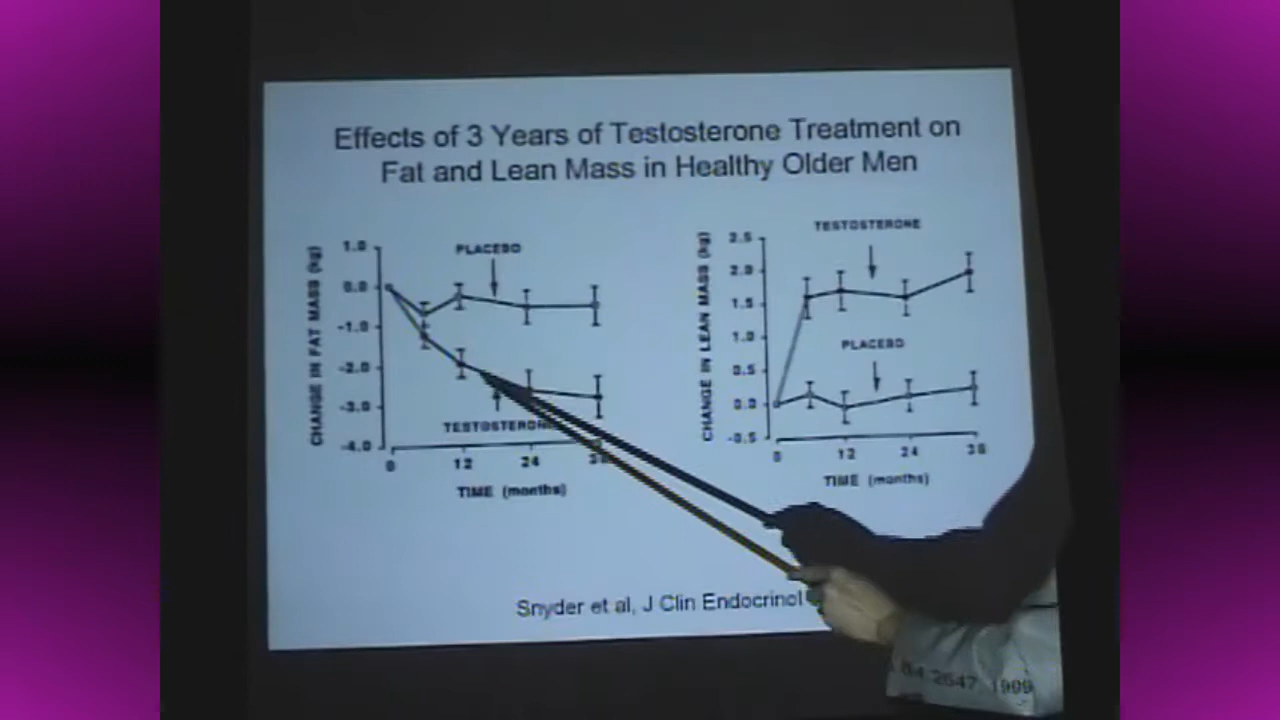 Effects of 3 Years of Testosterone Treatment on
Fat and Lean Mass in Healthy Older Men
CHANGE IN FAT MASS (kg)
1.0
0.0
-1.0
-2.0
-3.0
-4.0
PLACEBO
TESTOSTERON
0 12 24
TIME (months)
CHANGE IN LEAN MASS (kg)
2.5
2.0
1.5
1.0
0.5
0.0
-0.5
TESTOSTERONE
PLACEBO
0 12 24 36
TIME (months)
Snyder et al, J Clin Endocrinol
84:2647, 1999